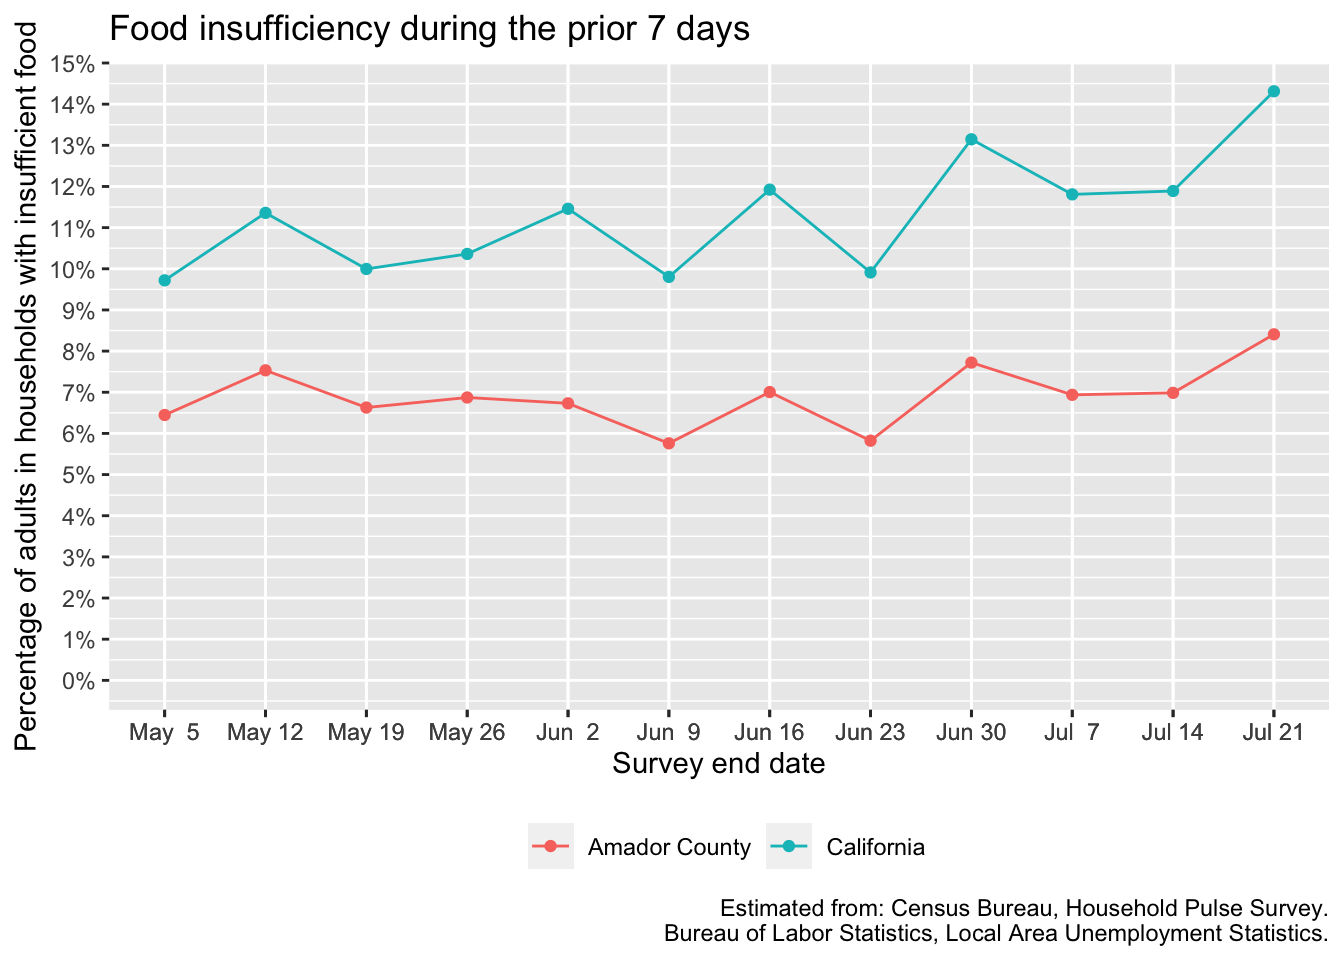 Food insufficiency during the prior 7 days
Percentage of adults in households with insufficient food
15%
14%
13%
12%
11%
10%
9%
8%
7%
6%
5%
4%
3%
2%
1%
0%
May 5 May 12 May 19 May 26 Jun 2 Jun 9 Jun 16 Jun 23 Jun 30 Jul 7 Jul 14 Jul 21
Survey end date
Amador County California
Estimated from: Census Bureau, Household Pulse Survey.
Bureau of Labor Statistics, Local Area Unemployment Statistics.